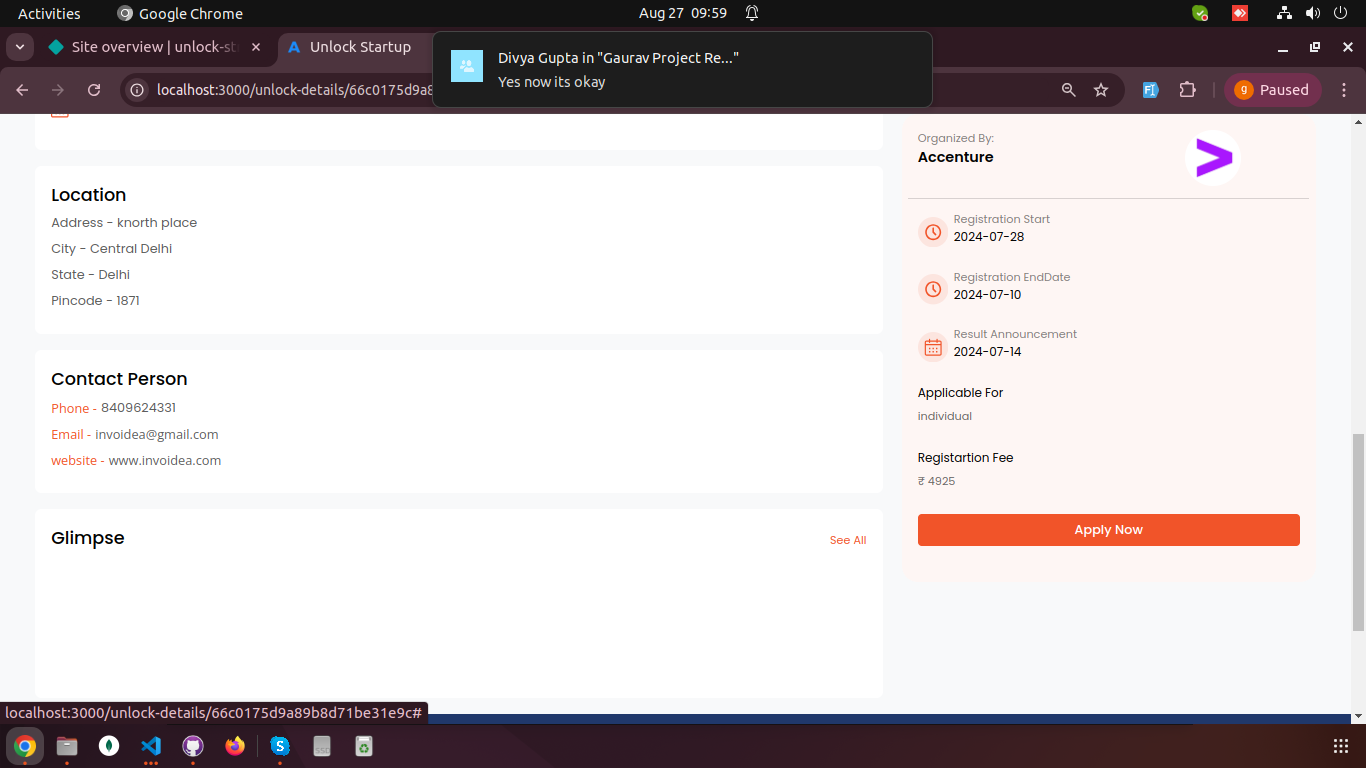 Activities
Google Chrome
Aug 27 09:59
Site overview | unlock-st
Unlock Startup
Divya Gupta in "Gaurav Project Re..."
Yes now its okay
localhost:3000/unlock-details/66c0175d9a8
g
Paused
Location
Address - knorth place
City - Central Delhi
State - Delhi
Pincode - 1871
Contact Person
Phone - 8409624331
Email - invoidea@gmail.com
website - www.invoidea.com
Glimpse
See All
Organized By:
Accenture
Registration Start
2024-07-28
Registration EndDate
2024-07-10
Result Announcement
2024-07-14
Applicable For
individual
Registartion Fee
₹ 4925
Apply Now
localhost:3000/unlock-details/66c0175d9a89b8d71be31e9c#
SSD